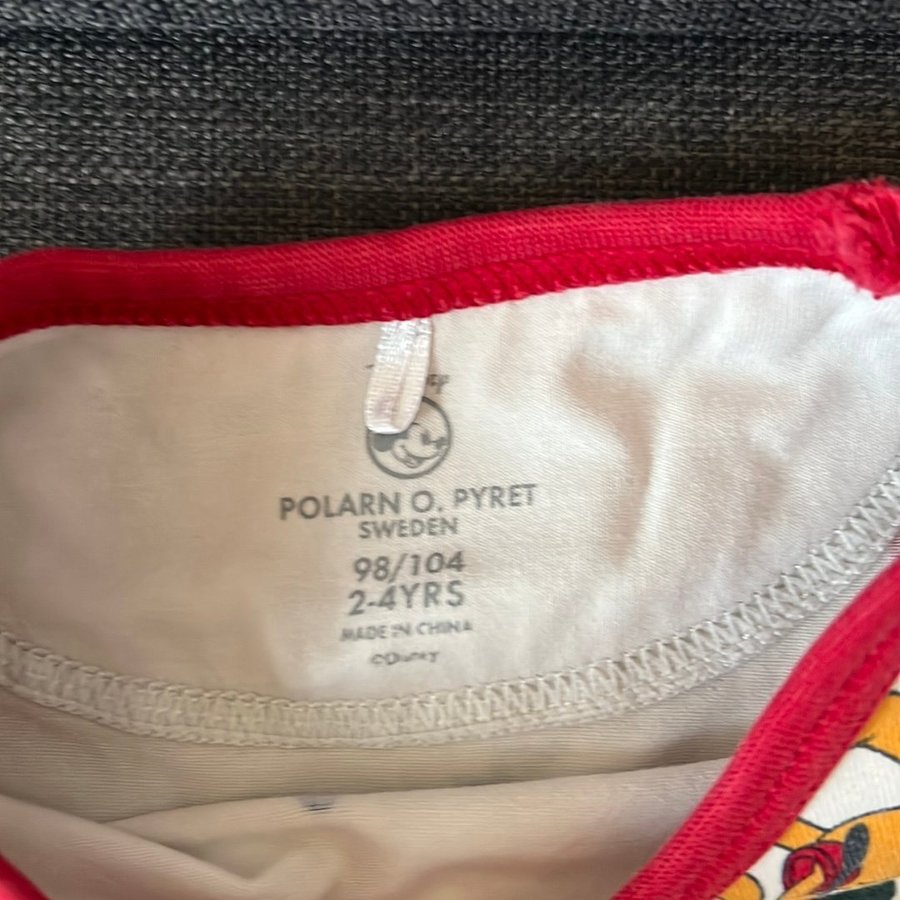 POLARN O. PYRET
SWEDEN
98/104
2-4YRS
MADE IN CHINA